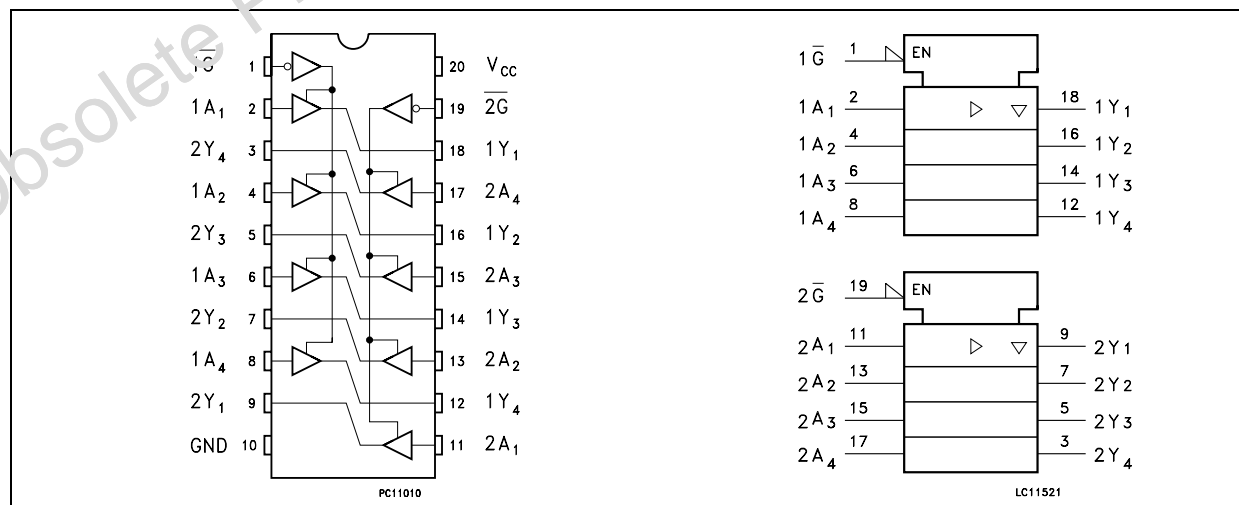 Obsolete
1G̅ 1 20 V_CC
1A₁ 2 19 2G̅
2Y₄ 3 18 1Y₁
1A₂ 4 17 2A₄
2Y₃ 5 16 1Y₂
1A₃ 6 15 2A₃
2Y₂ 7 14 1Y₃
1A₄ 8 13 2A₂
2Y₁ 9 12 1Y₄
GND 10 11 2A₁
PC11010
1G̅ 1 EN
1A₁ 2 18 1Y₁
1A₂ 4 16 1Y₂
1A₃ 6 14 1Y₃
1A₄ 8 12 1Y₄
2G̅ 19 EN
2A₁ 11 9 2Y₁
2A₂ 13 7 2Y₂
2A₃ 15 5 2Y₃
2A₄ 17 3 2Y₄
LC11521